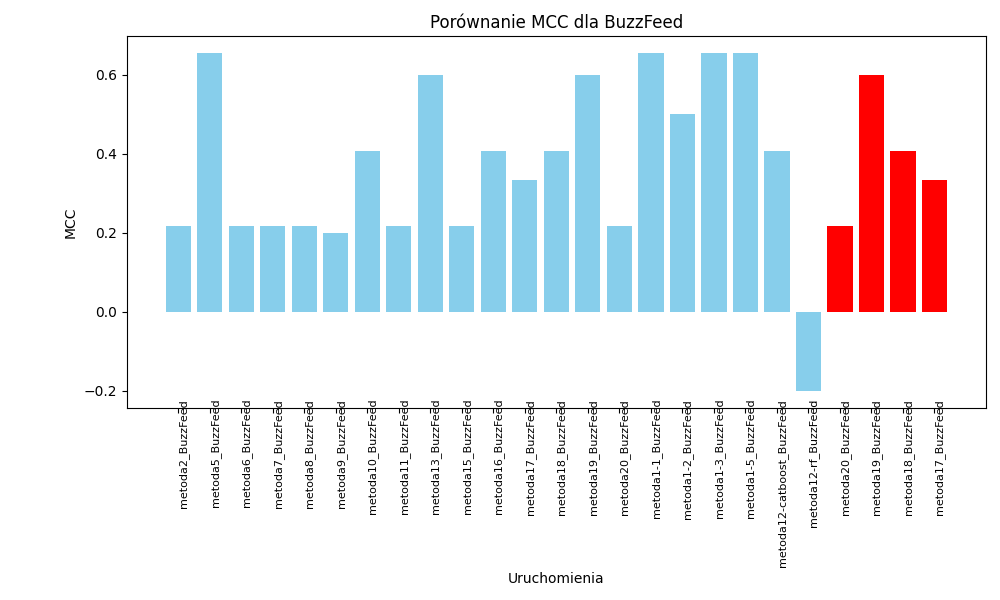 Porównanie MCC dla BuzzFeed
MCC
0.6
0.4
0.2
0.0
−0.2
metoda2_BuzzFeed
metoda5_BuzzFeed
metoda6_BuzzFeed
metoda7_BuzzFeed
metoda8_BuzzFeed
metoda9_BuzzFeed
metoda10_BuzzFeed
metoda11_BuzzFeed
metoda13_BuzzFeed
metoda15_BuzzFeed
metoda16_BuzzFeed
metoda17_BuzzFeed
metoda18_BuzzFeed
metoda19_BuzzFeed
metoda20_BuzzFeed
metoda1-1_BuzzFeed
metoda1-2_BuzzFeed
metoda1-3_BuzzFeed
metoda1-5_BuzzFeed
metoda12-catboost_BuzzFeed
metoda12-rf_BuzzFeed
metoda20_BuzzFeed
metoda19_BuzzFeed
metoda18_BuzzFeed
metoda17_BuzzFeed
Uruchomienia